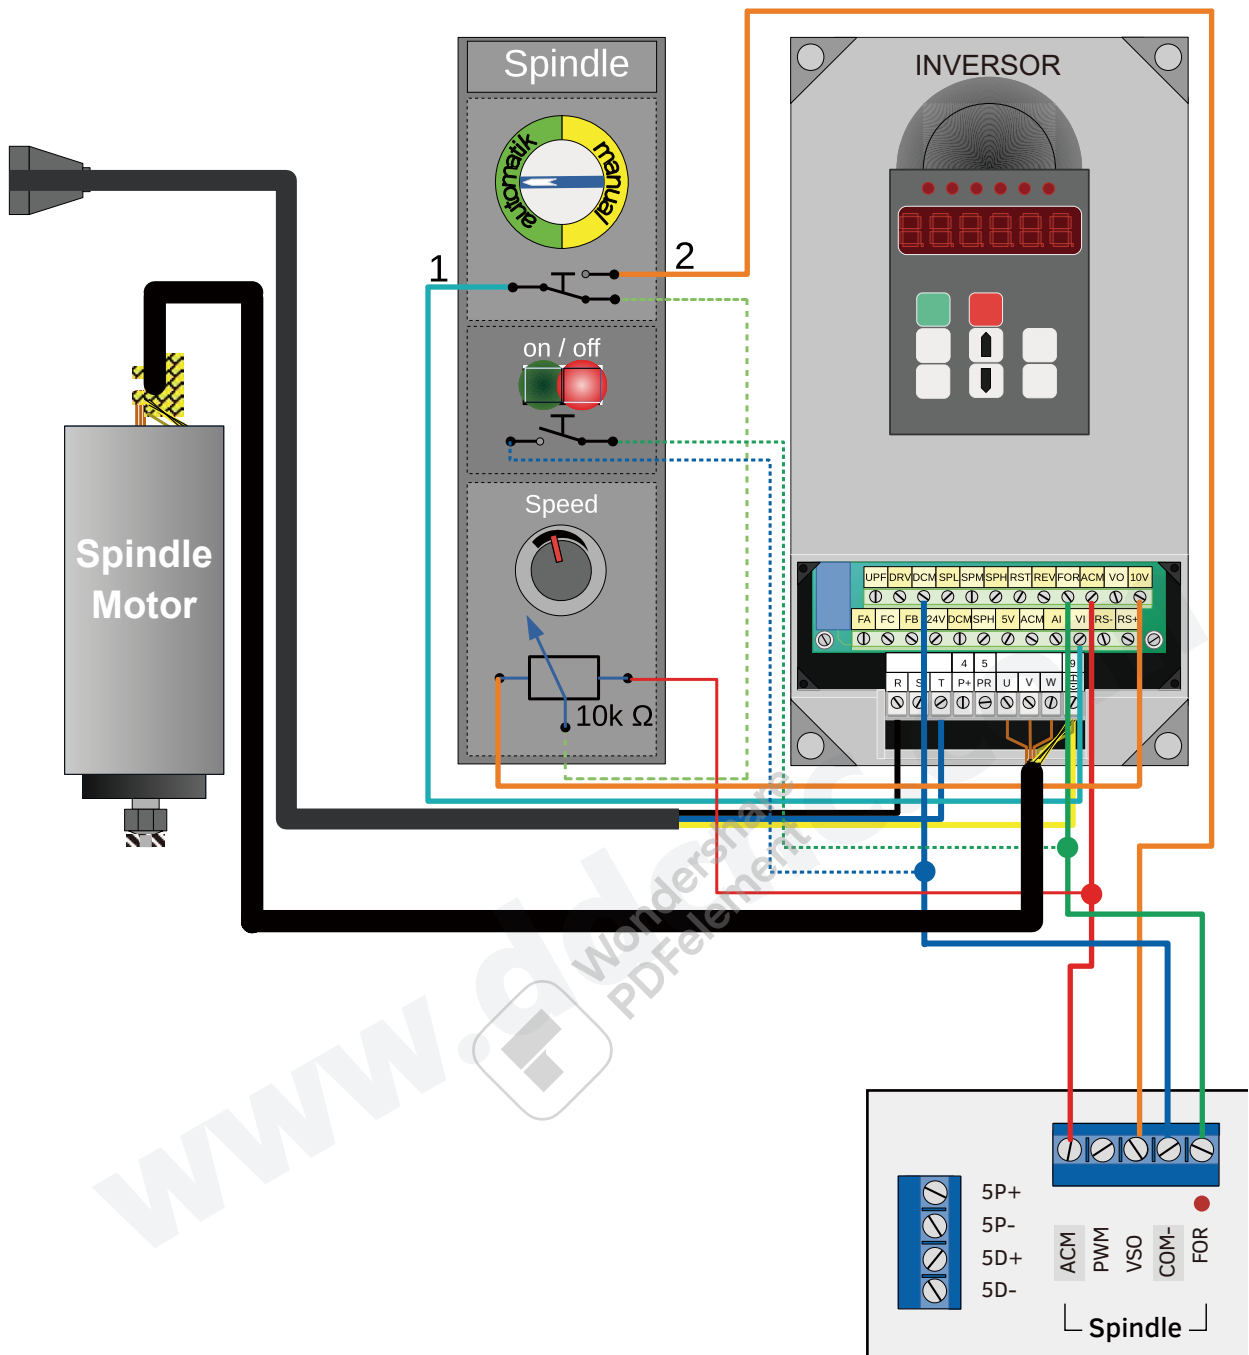 Spindle
INVERSOR
automatik
manual
1
2
on / off
Speed
10k Ω
Spindle
Motor
UPF DRV DCM SPL SPM SPH RST REV FOR ACM VO 10V
FA FC FB 24V DCM SPH 5V ACM AI VI RS- RS+
4 5 9
R S T P+ PR U V W
www.dd
Wondershare
PDFelement
5P+
5P-
5D+
5D-
ACM
PWM
VSO
COM-
FOR
Spindle